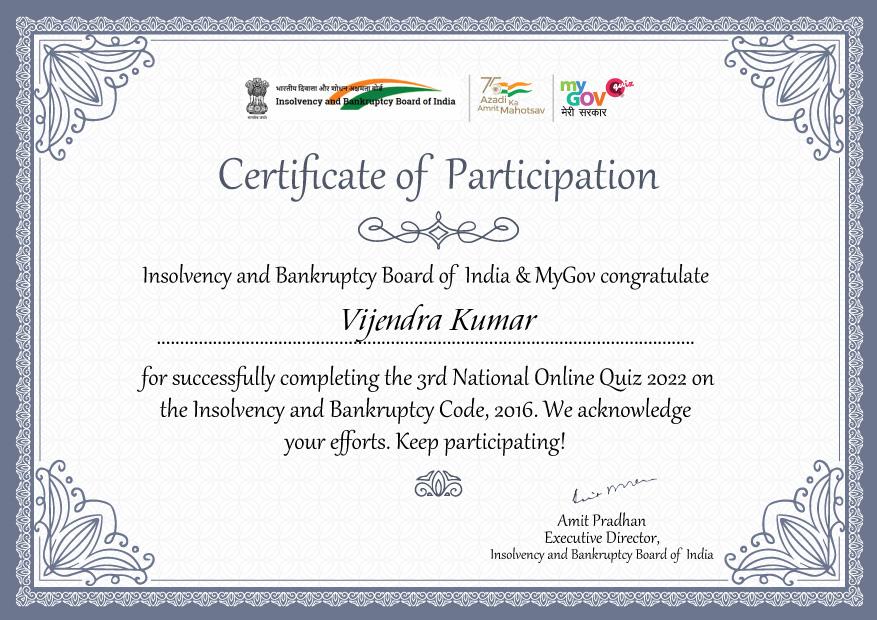 भारतीय दिवाला और शोधन अक्षमता बोर्ड
Insolvency and Bankruptcy Board of India
75
Azadi Ka
Amrit Mahotsav
my
GOV
Quiz
मेरी सरकार
Certificate of Participation
Insolvency and Bankruptcy Board of India & MyGov congratulate
Vijendra Kumar
for successfully completing the 3rd National Online Quiz 2022 on
the Insolvency and Bankruptcy Code, 2016. We acknowledge
your efforts. Keep participating!
Amit Pradhan
Executive Director,
Insolvency and Bankruptcy Board of India